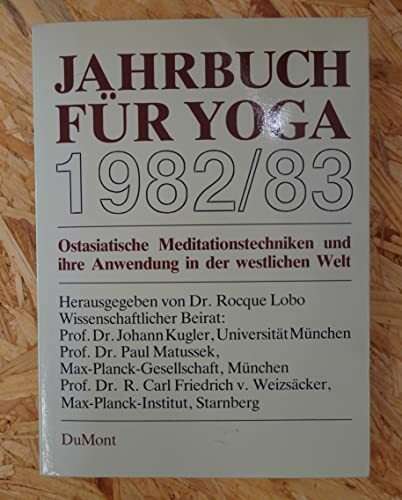 JAHRBUCH
FÜR YOGA
1982/83
Ostasiatische Meditationstechniken und
ihre Anwendung in der westlichen Welt
Herausgegeben von Dr. Rocque Lobo
Wissenschaftlicher Beirat:
Prof. Dr. Johann Kugler, Universität München
Prof. Dr. Paul Matussek,
Max-Planck-Gesellschaft, München
Prof. Dr. R. Carl Friedrich v. Weizsäcker,
Max-Planck-Institut, Starnberg
DuMont